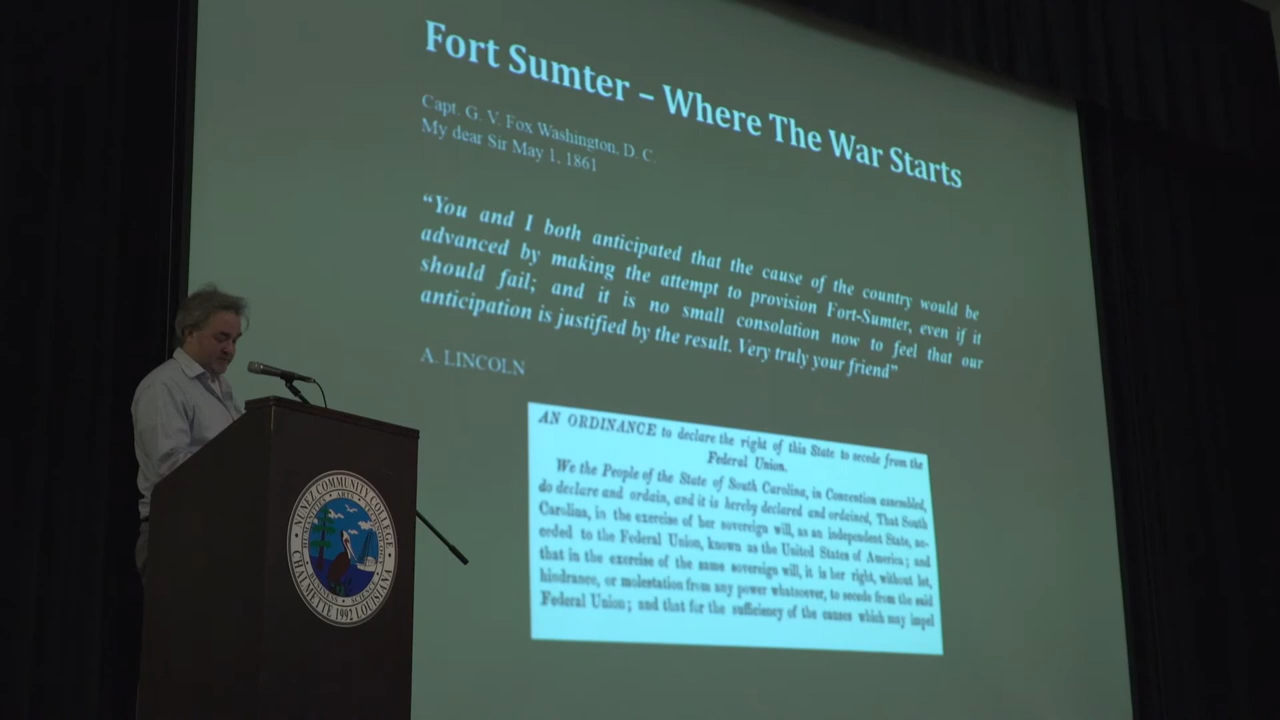 Fort Sumter – Where The War Starts
Capt. G. V. Fox Washington, D. C.
My dear Sir May 1, 1861
“You and I both anticipated that the cause of the country would be
advanced by making the attempt to provision Fort-Sumter, even if it
should fail; and it is no small consolation now to feel that our
anticipation is justified by the result. Very truly your friend”
A. LINCOLN
AN ORDINANCE to declare the right of this State to secede from the
Federal Union.
We the People of the State of South Carolina, in Convention assembled,
do declare and ordain, and it is hereby declared and ordained, That South
Carolina, in the exercise of her sovereign will, as an independent State, ac-
ceded to the Federal Union, known as the United States of America; and
that in the exercise of the same sovereign will, it is her right, without let,
hindrance, or molestation from any power whatsoever, to secede from the said
Federal Union; and that for the sufficiency of the causes which may impel
NUNEZ COMMUNITY COLLEGE
CHALMETTE 1992 LOUISIANA
HUMANITIES ARTS
BUSINESS